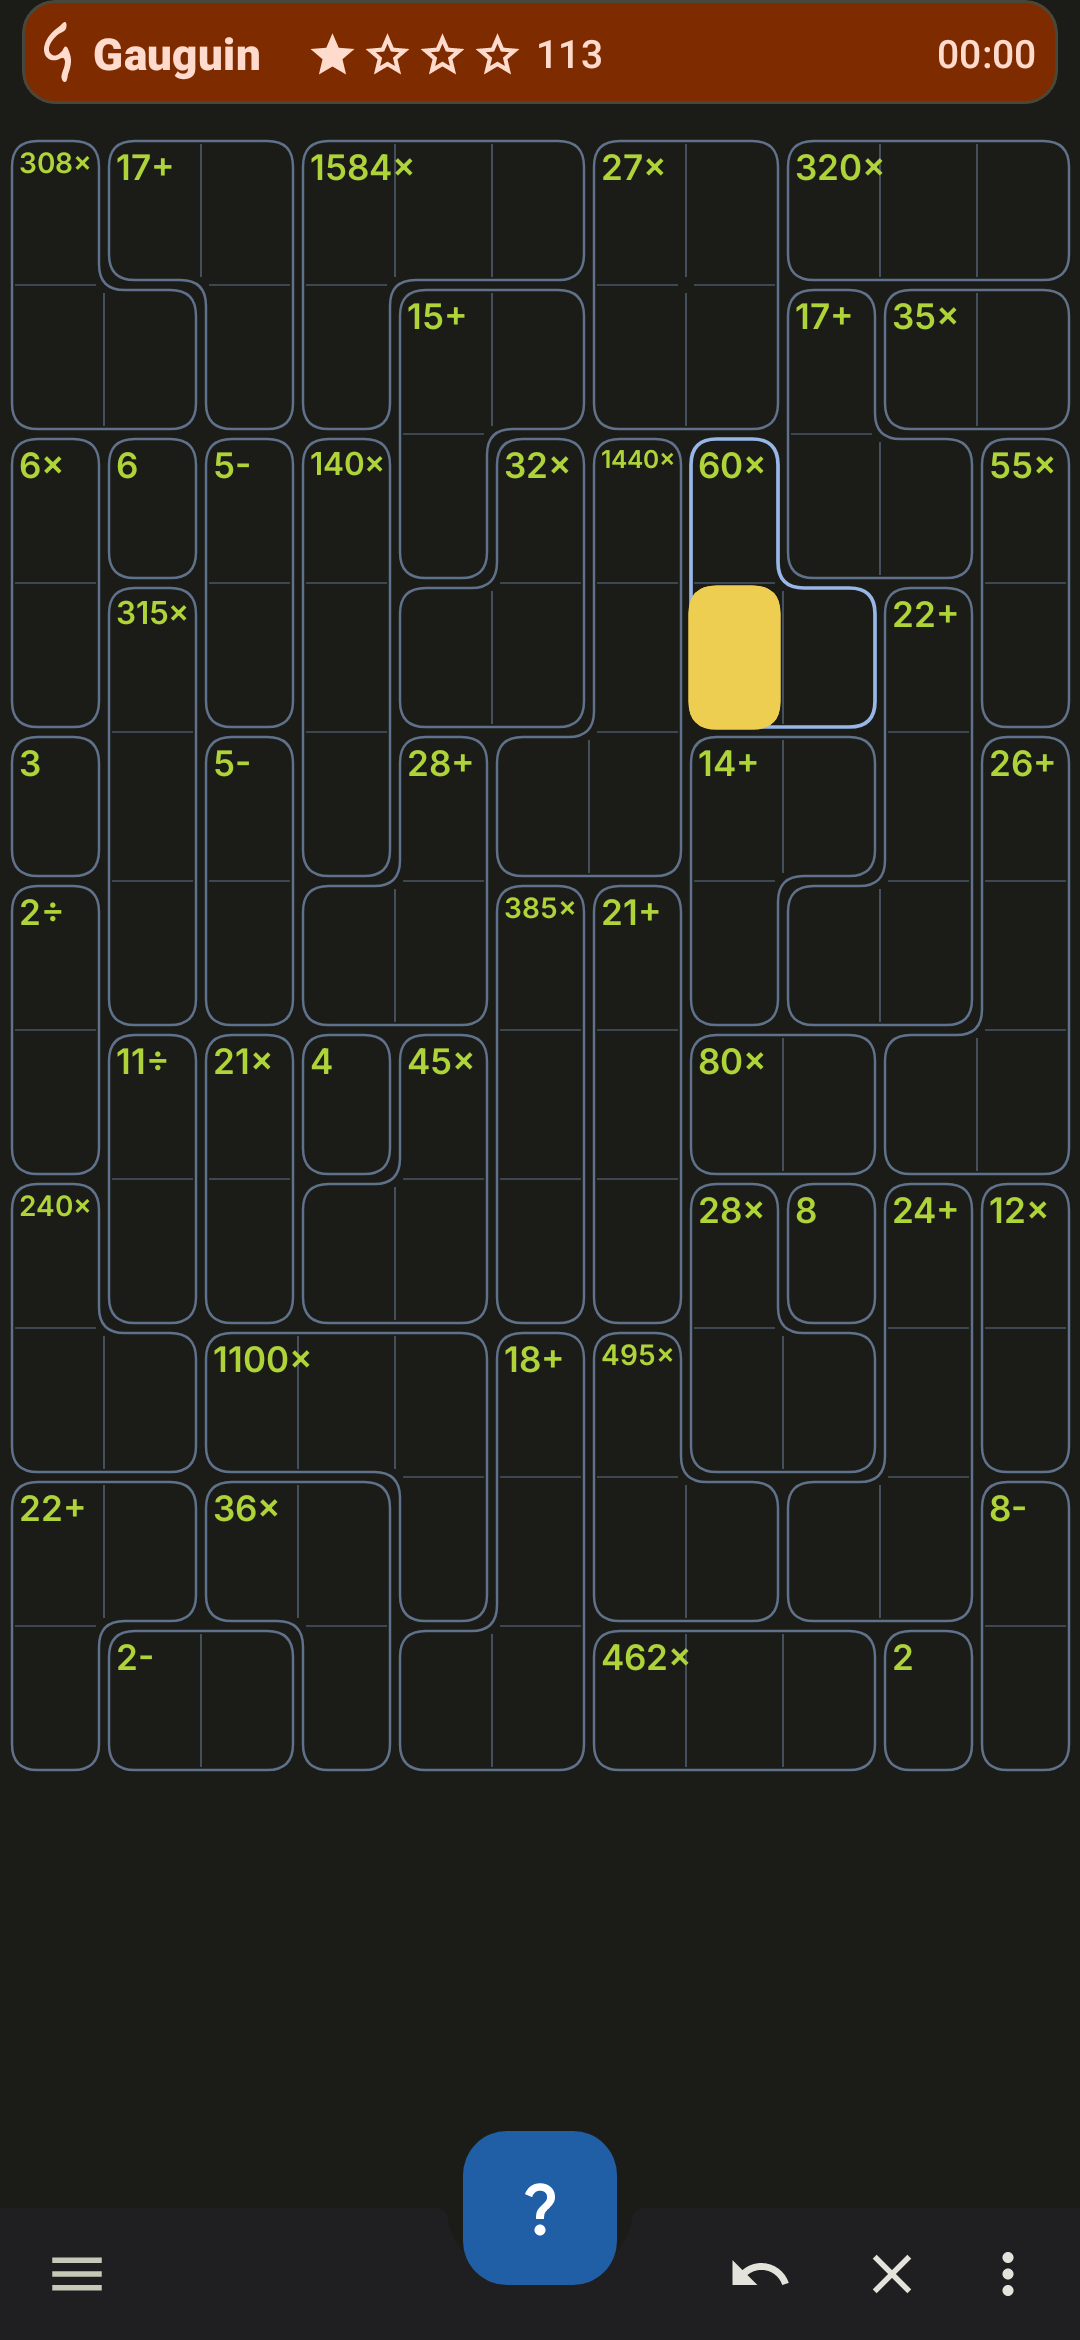 Gauguin 113 00:00
308× 17+ 1584× 27× 320×
15+ 17+ 35×
6× 6 5- 140× 32× 1440× 60× 55×
315× 22+
3 5- 28+ 14+ 26+
2÷ 385× 21+
11÷ 21× 4 45× 80×
240× 28× 8 24+ 12×
1100× 18+ 495×
22+ 36× 8-
2- 462× 2
?